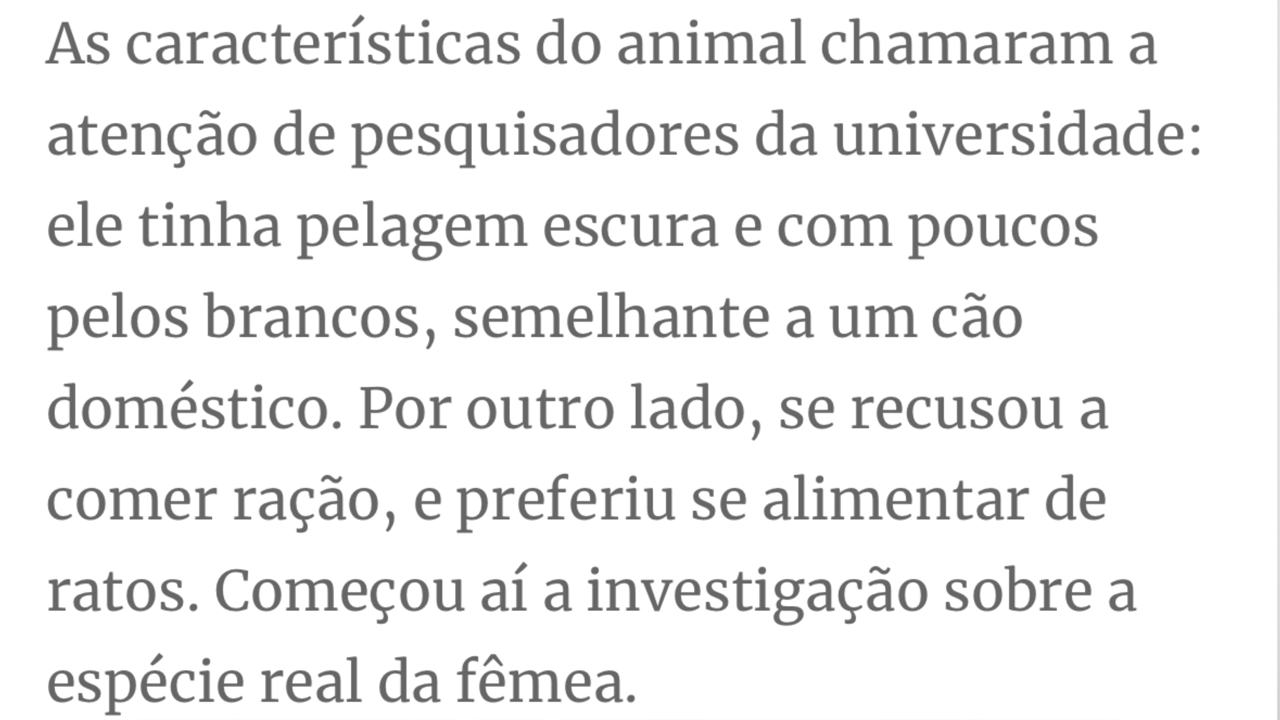 As características do animal chamaram a
atenção de pesquisadores da universidade:
ele tinha pelagem escura e com poucos
pelos brancos, semelhante a um cão
doméstico. Por outro lado, se recusou a
comer ração, e preferiu se alimentar de
ratos. Começou aí a investigação sobre a
espécie real da fêmea.